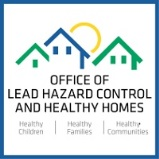 OFFICE OF
LEAD HAZARD CONTROL
AND HEALTHY HOMES
Healthy Children | Healthy Families | Healthy Communities